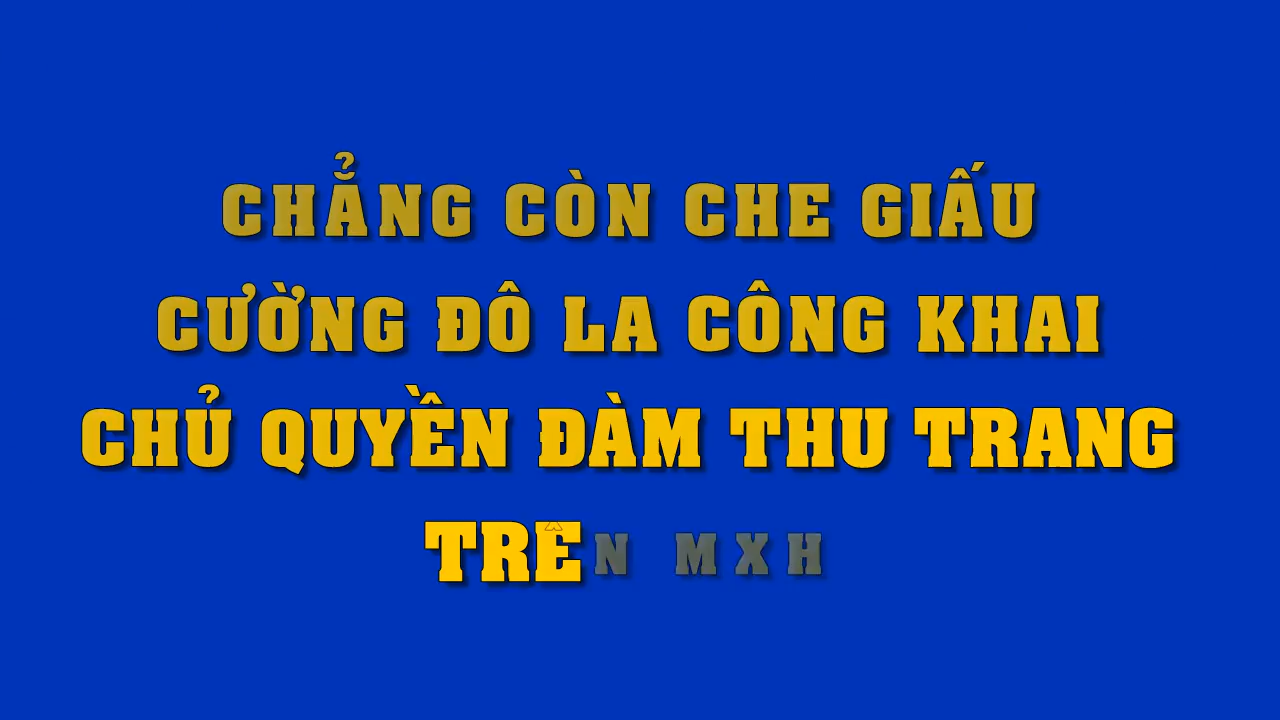 CHẲNG CÒN CHE GIẤU
CƯỜNG ĐÔ LA CÔNG KHAI
CHỦ QUYỀN ĐÀM THU TRANG
TRÊN MXH